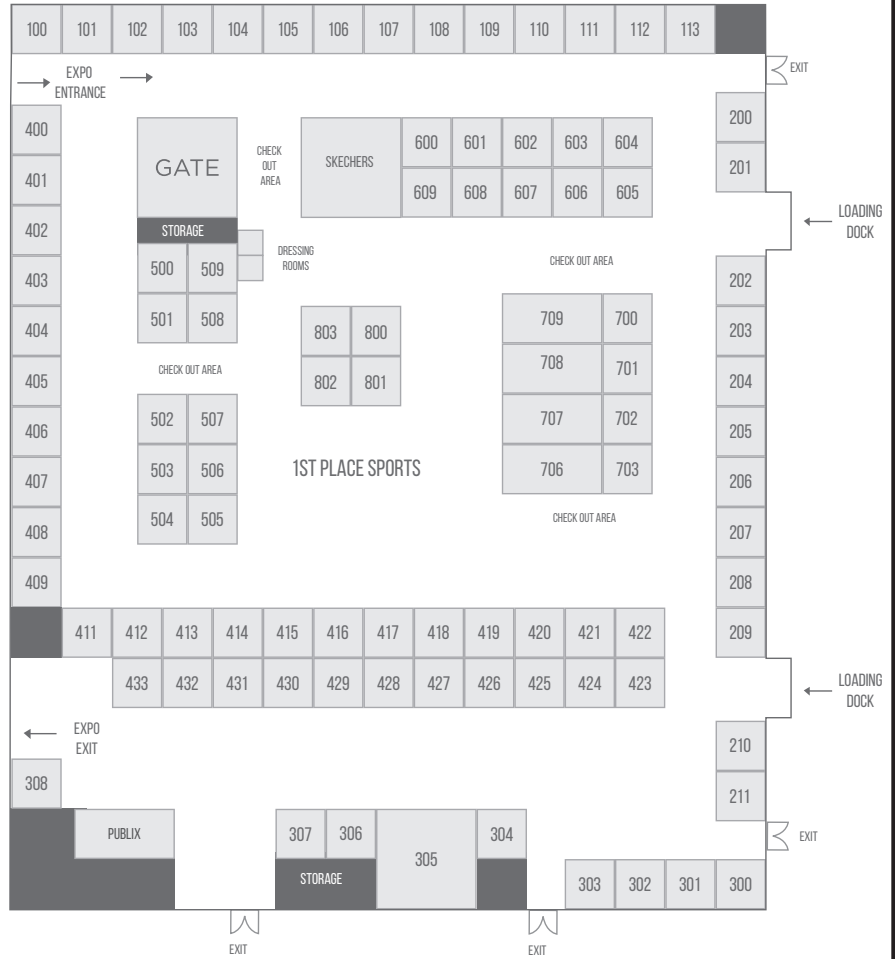 100 101 102 103 104 105 106 107 108 109 110 111 112 113
EXPO
ENTRANCE
EXIT
400
401
402
403
404
405
406
407
408
409
GATE
STORAGE
500 509
501 508
CHECK OUT AREA
502 507
503 506
504 505
CHECK
OUT
AREA
DRESSING
ROOMS
SKECHERS
600 601 602 603 604
609 608 607 606 605
CHECK OUT AREA
803 800
802 801
1ST PLACE SPORTS
709 700
708 701
707 702
706 703
CHECK OUT AREA
200
201
LOADING
DOCK
202
203
204
205
206
207
208
209
LOADING
DOCK
210
211
EXIT
411 412 413 414 415 416 417 418 419 420 421 422
433 432 431 430 429 428 427 426 425 424 423
EXPO
EXIT
308
PUBLIX
307 306
305
304
STORAGE
303 302 301 300
EXIT
EXIT